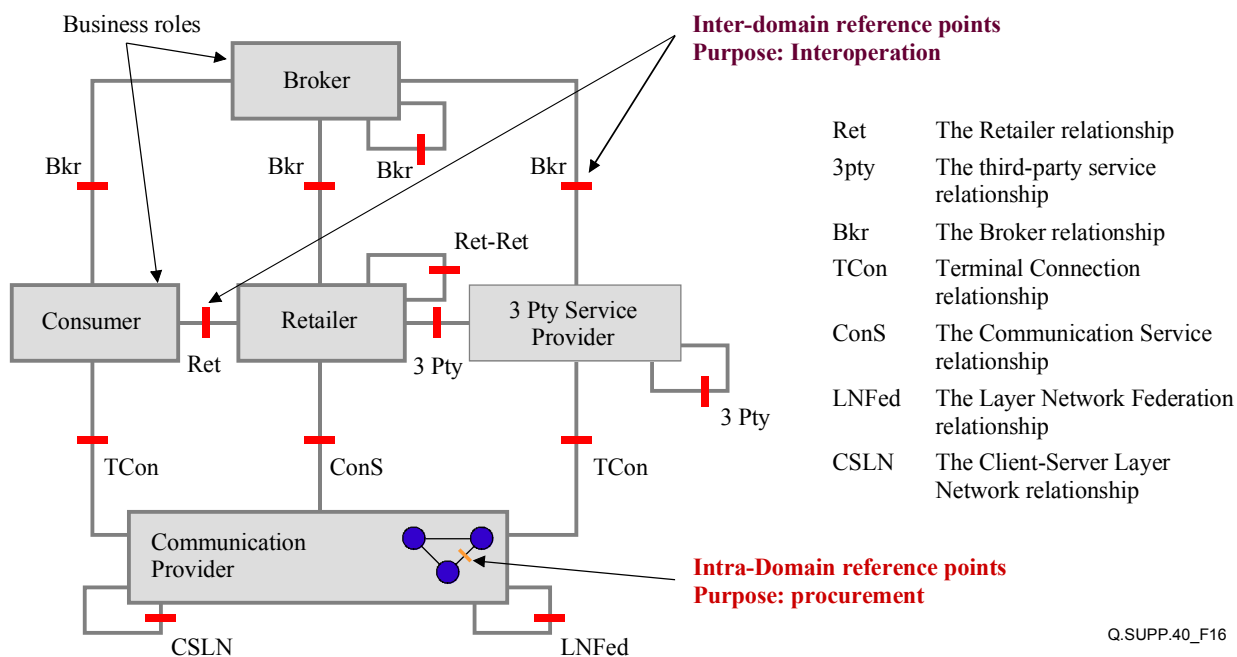 Business roles
Inter-domain reference points
Purpose: Interoperation
Broker
Bkr
Bkr
Bkr
Bkr
Ret The Retailer relationship
3pty The third-party service
relationship
Bkr The Broker relationship
TCon Terminal Connection
relationship
ConS The Communication Service
relationship
LNFed The Layer Network Federation
relationship
CSLN The Client-Server Layer
Network relationship
Ret-Ret
Consumer
Retailer
3 Pty Service
Provider
Ret
3 Pty
3 Pty
TCon
ConS
TCon
Communication
Provider
Intra-Domain reference points
Purpose: procurement
CSLN
LNFed
Q.SUPP.40_F16